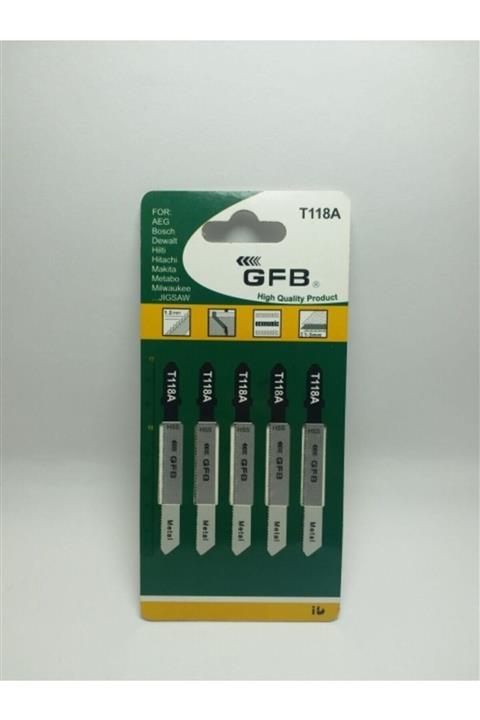 FOR:
AEG
Bosch
Dewalt
Hilti
Hitachi
Makita
Metabo
Milwaukee
...JIGSAW
T118A
GFB®
High Quality Product
1.2mm
T118A T118A T118A T118A T118A
HSS HSS HSS HSS HSS
GFB GFB GFB GFB GFB
Metal Metal Metal Metal Metal